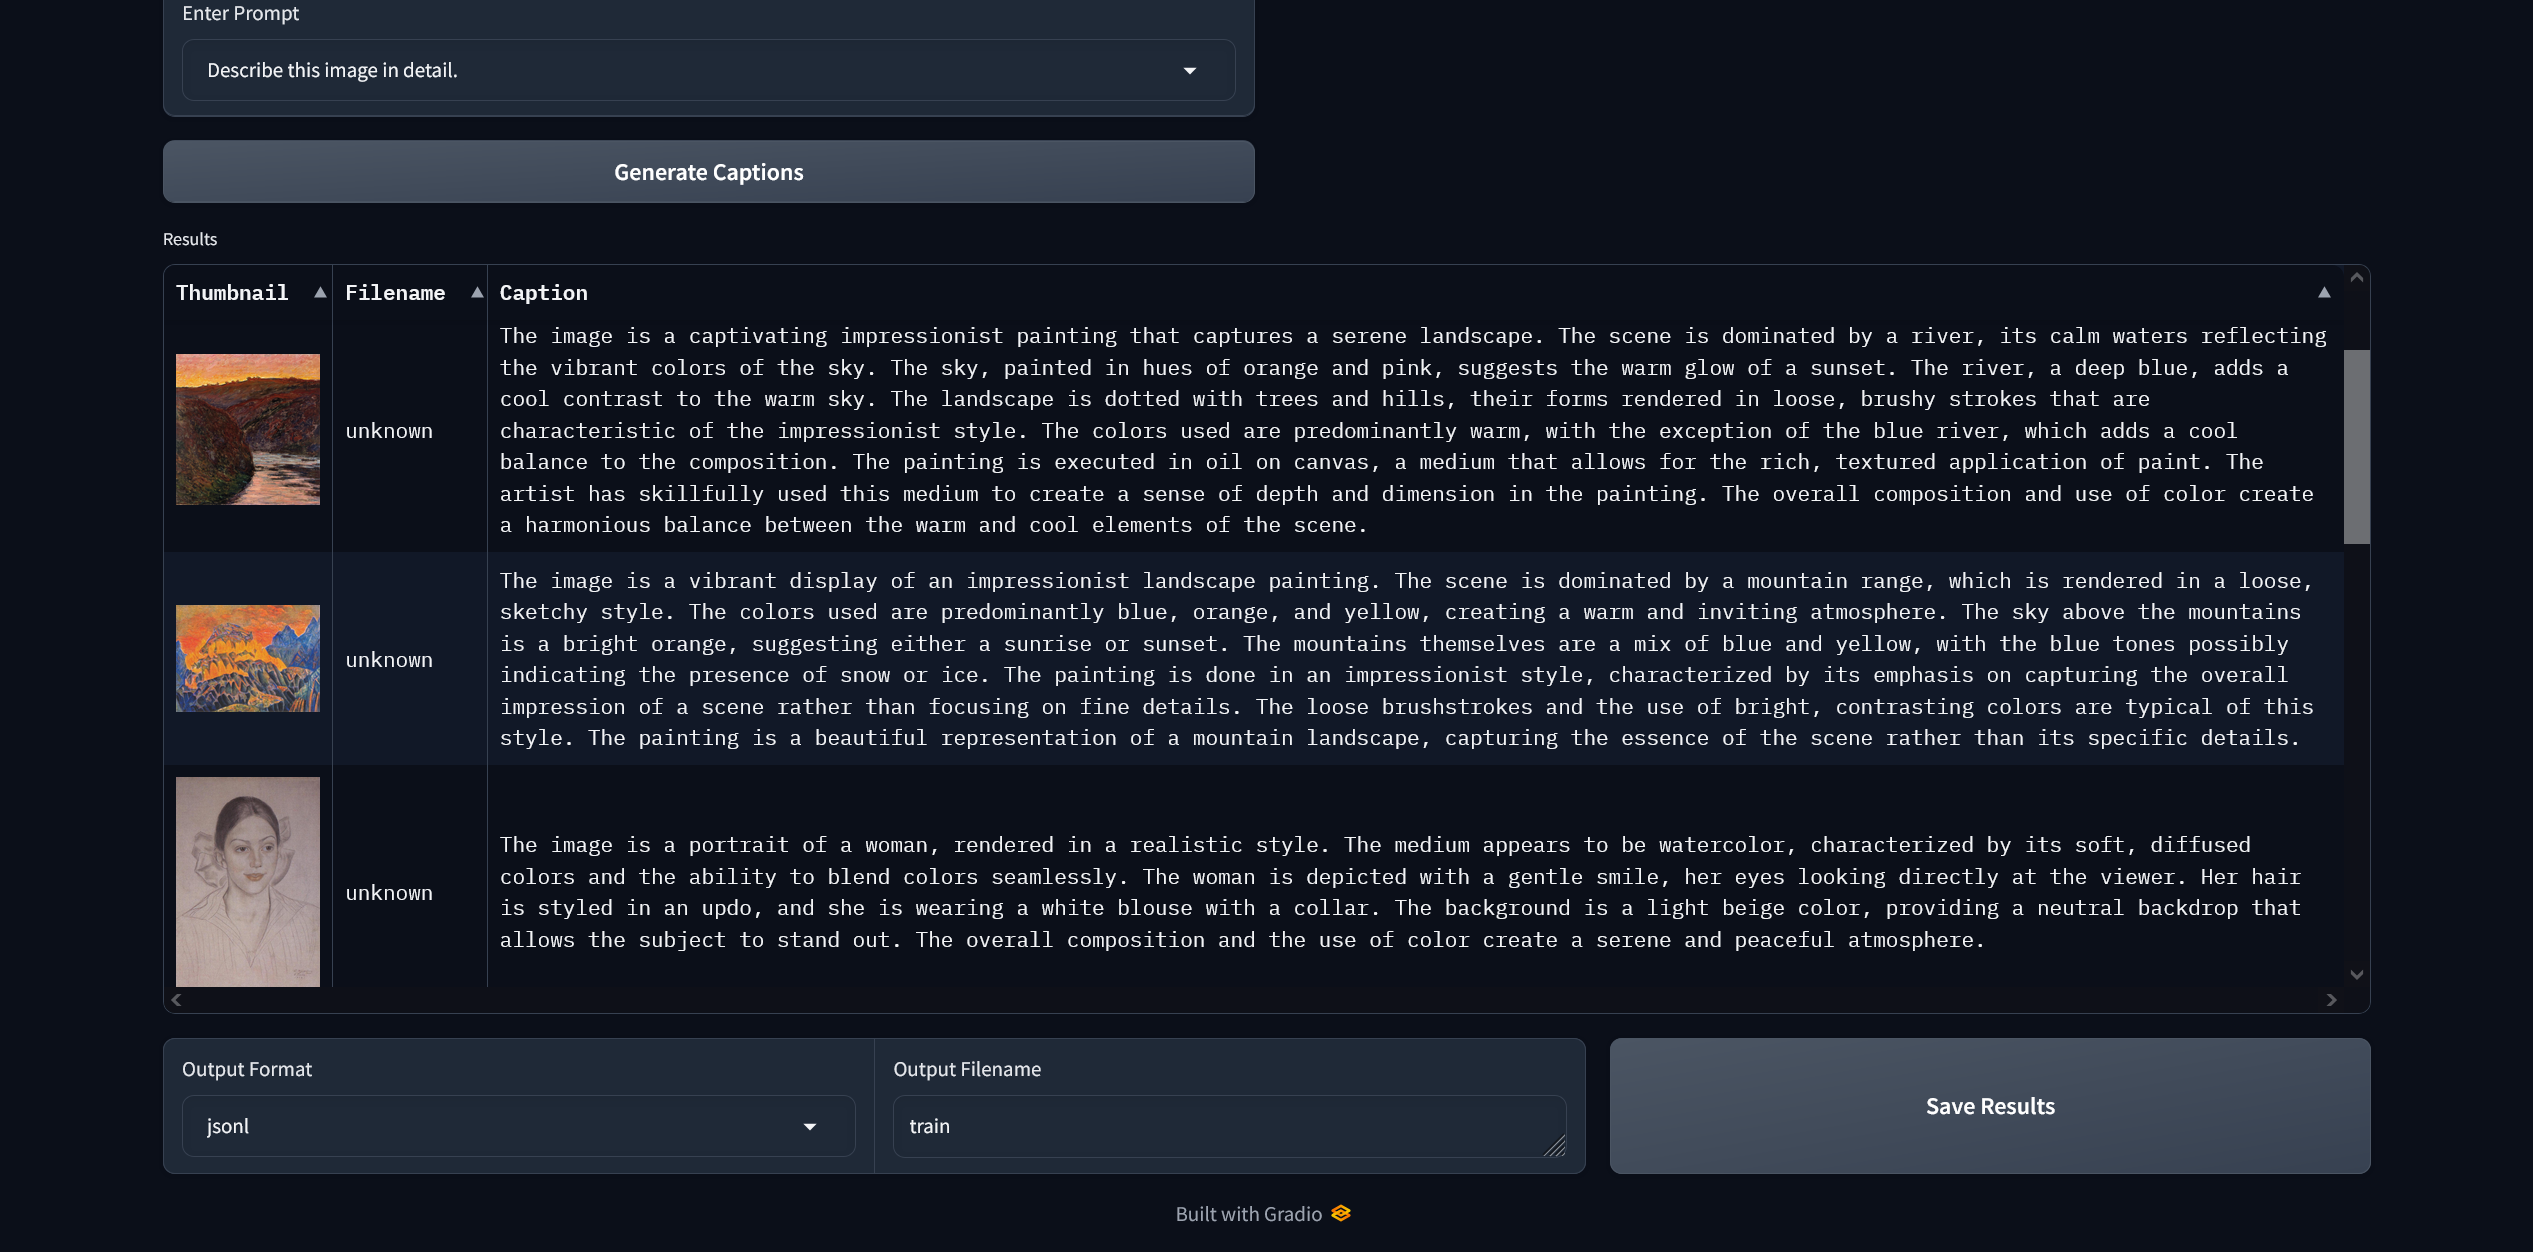 Enter Prompt
Describe this image in detail.
Generate Captions
Results
Thumbnail ▲ Filename ▲ Caption ▲
The image is a captivating impressionist painting that captures a serene landscape. The scene is dominated by a river, its calm waters reflecting
the vibrant colors of the sky. The sky, painted in hues of orange and pink, suggests the warm glow of a sunset. The river, a deep blue, adds a
cool contrast to the warm sky. The landscape is dotted with trees and hills, their forms rendered in loose, brushy strokes that are
unknown
characteristic of the impressionist style. The colors used are predominantly warm, with the exception of the blue river, which adds a cool
balance to the composition. The painting is executed in oil on canvas, a medium that allows for the rich, textured application of paint. The
artist has skillfully used this medium to create a sense of depth and dimension in the painting. The overall composition and use of color create
a harmonious balance between the warm and cool elements of the scene.
The image is a vibrant display of an impressionist landscape painting. The scene is dominated by a mountain range, which is rendered in a loose,
sketchy style. The colors used are predominantly blue, orange, and yellow, creating a warm and inviting atmosphere. The sky above the mountains
is a bright orange, suggesting either a sunrise or sunset. The mountains themselves are a mix of blue and yellow, with the blue tones possibly
unknown
indicating the presence of snow or ice. The painting is done in an impressionist style, characterized by its emphasis on capturing the overall
impression of a scene rather than focusing on fine details. The loose brushstrokes and the use of bright, contrasting colors are typical of this
style. The painting is a beautiful representation of a mountain landscape, capturing the essence of the scene rather than its specific details.
The image is a portrait of a woman, rendered in a realistic style. The medium appears to be watercolor, characterized by its soft, diffused
colors and the ability to blend colors seamlessly. The woman is depicted with a gentle smile, her eyes looking directly at the viewer. Her hair
unknown
is styled in an updo, and she is wearing a white blouse with a collar. The background is a light beige color, providing a neutral backdrop that
allows the subject to stand out. The overall composition and the use of color create a serene and peaceful atmosphere.
Output Format
jsonl
Output Filename
train
Save Results
Built with Gradio